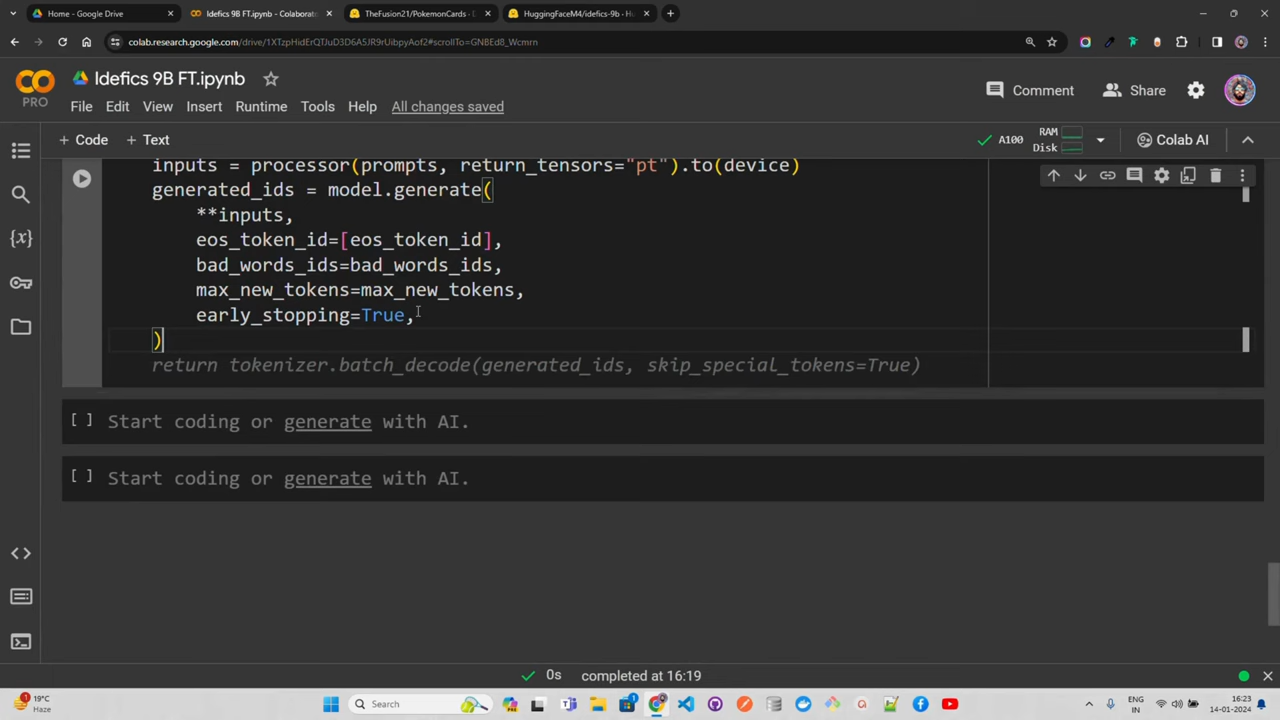 Home - Google Drive
Idefics 9B FT.ipynb - Colaborato
TheFusion21/PokemonCards - D
HuggingFaceM4/idefics-9b - Hu
colab.research.google.com/drive/1XTzpHidErQTJuD3D6A5JR9rUibpyAof2#scrollTo=GNBEd8_Wcmrn
Idefics 9B FT.ipynb
PRO
File Edit View Insert Runtime Tools Help All changes saved
Comment Share
+ Code + Text
A100 RAM Disk Colab AI
inputs = processor(prompts, return_tensors="pt").to(device)
generated_ids = model.generate(
**inputs,
eos_token_id=[eos_token_id],
bad_words_ids=bad_words_ids,
max_new_tokens=max_new_tokens,
early_stopping=True,
)
return tokenizer.batch_decode(generated_ids, skip_special_tokens=True)
[ ] Start coding or generate with AI.
[ ] Start coding or generate with AI.
0s completed at 16:19
19°C
Haze
Search
ENG
IN
16:23
14-01-2024